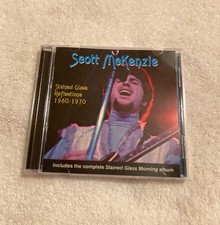 Scott McKenzie
Stained Glass
Reflections
1960-1970
Includes the complete Stained Glass Morning album